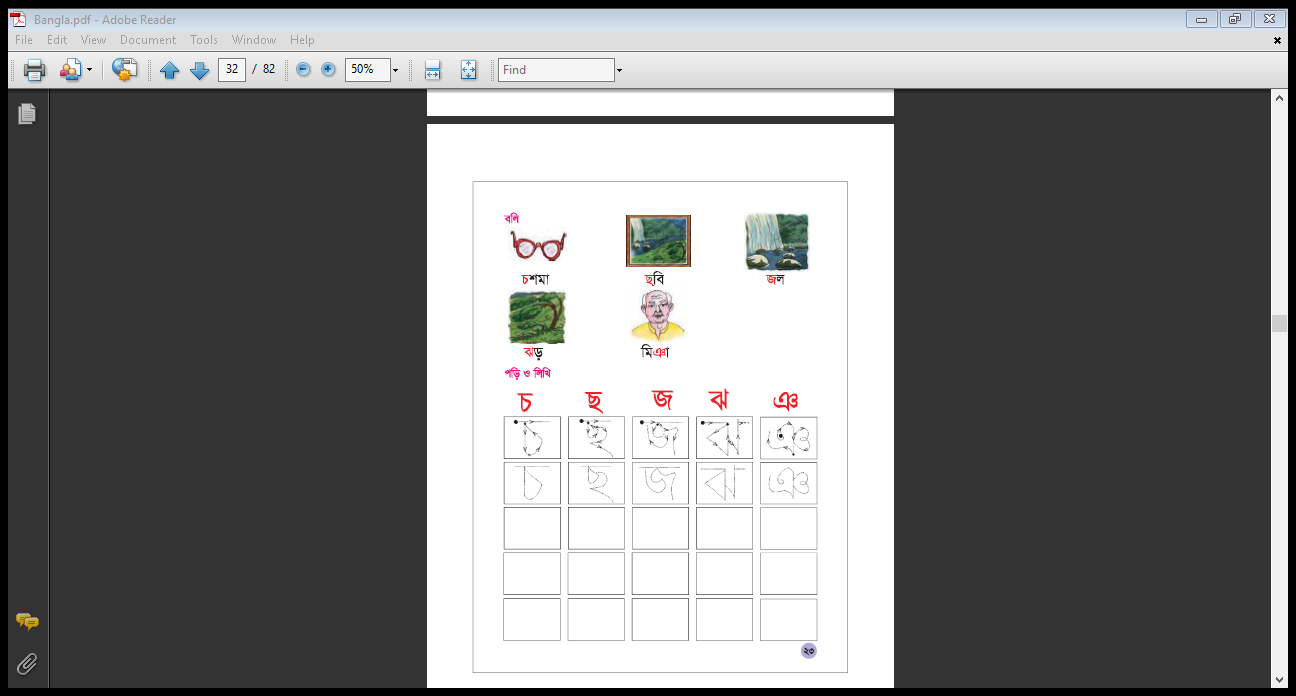 Bangla.pdf - Adobe Reader
File Edit View Document Tools Window Help
32 / 82 50% Find
বলি
চশমা ছবি জল
ঝড় মিঞা
পড়ি ও লিখি
চ ছ জ ঝ ঞ
চ ছ জ ঝ ঞ
চ ছ জ ঝ ঞ
২৩